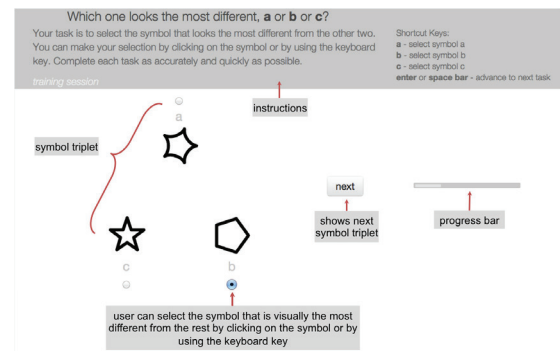 Which one looks the most different, a or b or c?
Your task is to select the symbol that looks the most different from the other two.
You can make your selection by clicking on the symbol or by using the keyboard
key. Complete each task as accurately and quickly as possible.
training session
Shortcut Keys:
a - select symbol a
b - select symbol b
c - select symbol c
enter or space bar - advance to next task
instructions
a
symbol triplet
next
shows next
symbol triplet
progress bar
c
b
user can select the symbol that is visually the most
different from the rest by clicking on the symbol or by
using the keyboard key